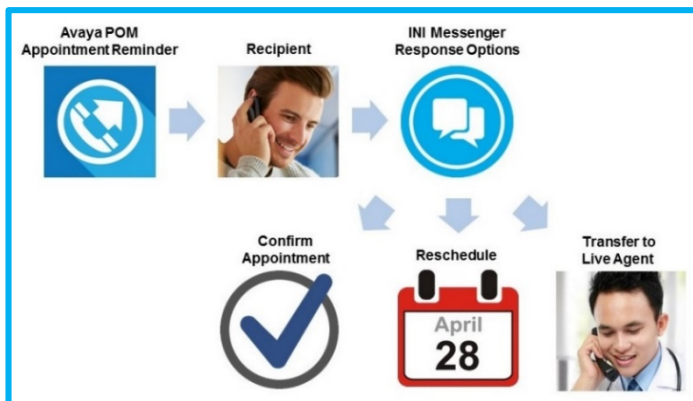 Avaya POM
Appointment Reminder
Recipient
INI Messenger
Response Options
Confirm
Appointment
Reschedule
Transfer to
Live Agent
April
28